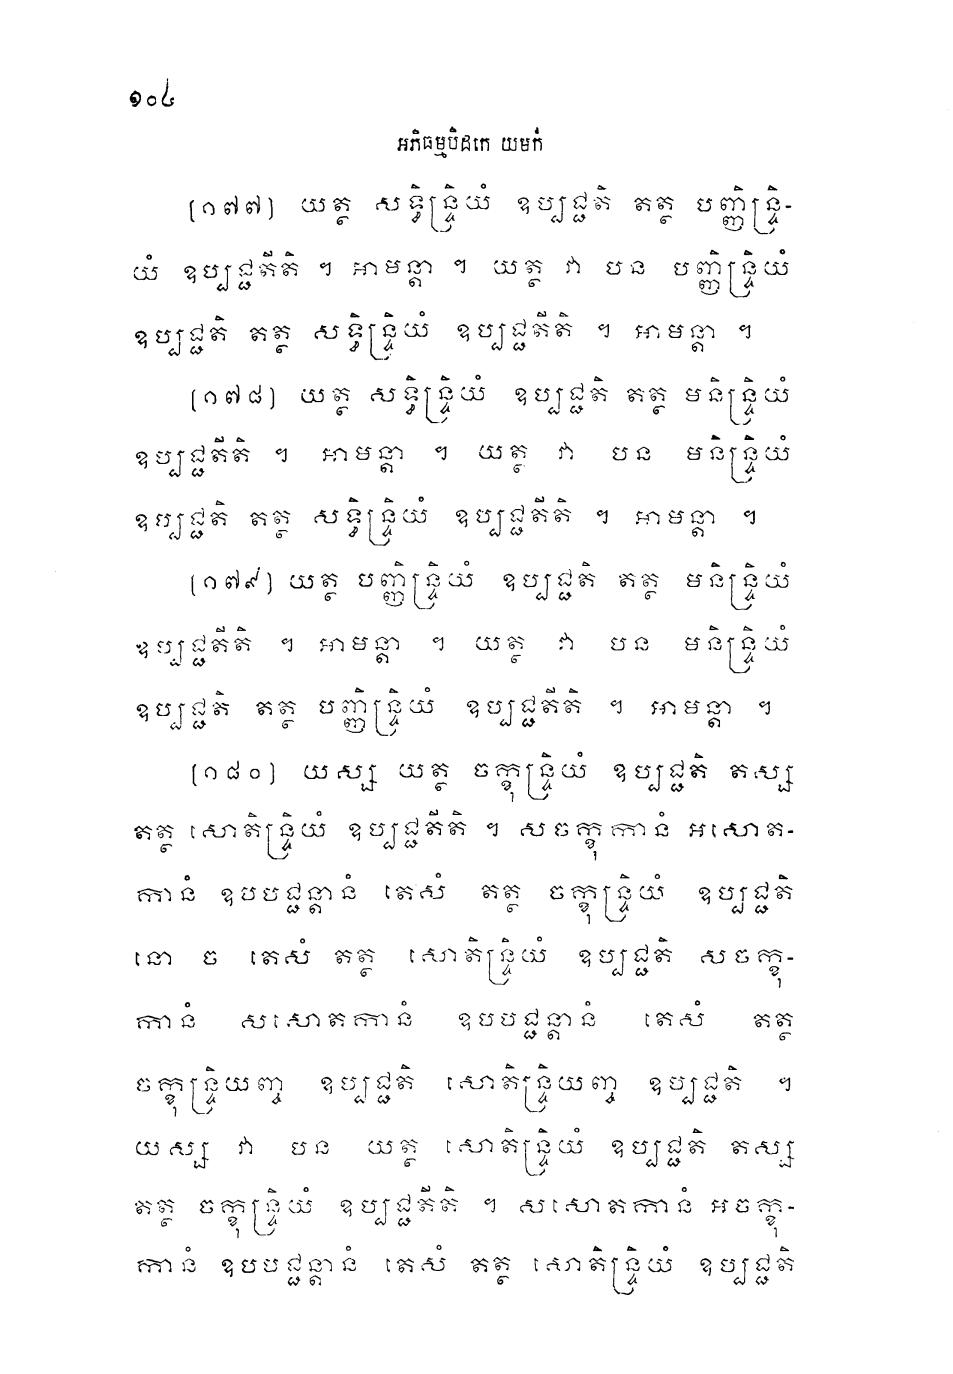 ១០៤
អភិធម្មបិដកេ យមកំ
[១៧៧] យត្ថ សទ្ធិន្ទ្រិយំ ឧប្បជ្ជតិ តត្ថ បញ្ញិន្ទ្រិ-
យំ ឧប្បជ្ជតីតិ ។ អាមន្តា ។ យត្ថ វា បន បញ្ញិន្ទ្រិយំ
ឧប្បជ្ជតិ តត្ថ សទ្ធិន្ទ្រិយំ ឧប្បជ្ជតីតិ ។ អាមន្តា ។
[១៧៨] យត្ថ សទ្ធិន្ទ្រិយំ ឧប្បជ្ជតិ តត្ថ មនិន្ទ្រិយំ
ឧប្បជ្ជតីតិ ។ អាមន្តា ។ យត្ថ វា បន មនិន្ទ្រិយំ
ឧប្បជ្ជតិ តត្ថ សទ្ធិន្ទ្រិយំ ឧប្បជ្ជតីតិ ។ អាមន្តា ។
[១៧៩] យត្ថ បញ្ញិន្ទ្រិយំ ឧប្បជ្ជតិ តត្ថ មនិន្ទ្រិយំ
ឧប្បជ្ជតីតិ ។ អាមន្តា ។ យត្ថ វា បន មនិន្ទ្រិយំ
ឧប្បជ្ជតិ តត្ថ បញ្ញិន្ទ្រិយំ ឧប្បជ្ជតីតិ ។ អាមន្តា ។
[១៨០] យស្ស យត្ថ ចក្ខុន្ទ្រិយំ ឧប្បជ្ជតិ តស្ស
តត្ថ សោតិន្ទ្រិយំ ឧប្បជ្ជតីតិ ។ សចក្ខុកានំ អសោត-
កានំ ឧបបជ្ជន្តានំ តេសំ តត្ថ ចក្ខុន្ទ្រិយំ ឧប្បជ្ជតិ
នោ ច តេសំ តត្ថ សោតិន្ទ្រិយំ ឧប្បជ្ជតិ សចក្ខុ-
កានំ សសោតកានំ ឧបបជ្ជន្តានំ តេសំ តត្ថ
ចក្ខុន្ទ្រិយញ្ច ឧប្បជ្ជតិ សោតិន្ទ្រិយញ្ច ឧប្បជ្ជតិ ។
យស្ស វា បន យត្ថ សោតិន្ទ្រិយំ ឧប្បជ្ជតិ តស្ស
តត្ថ ចក្ខុន្ទ្រិយំ ឧប្បជ្ជតីតិ ។ សសោតកានំ អចក្ខុ-
កានំ ឧបបជ្ជន្តានំ តេសំ តត្ថ សោតិន្ទ្រិយំ ឧប្បជ្ជតិ